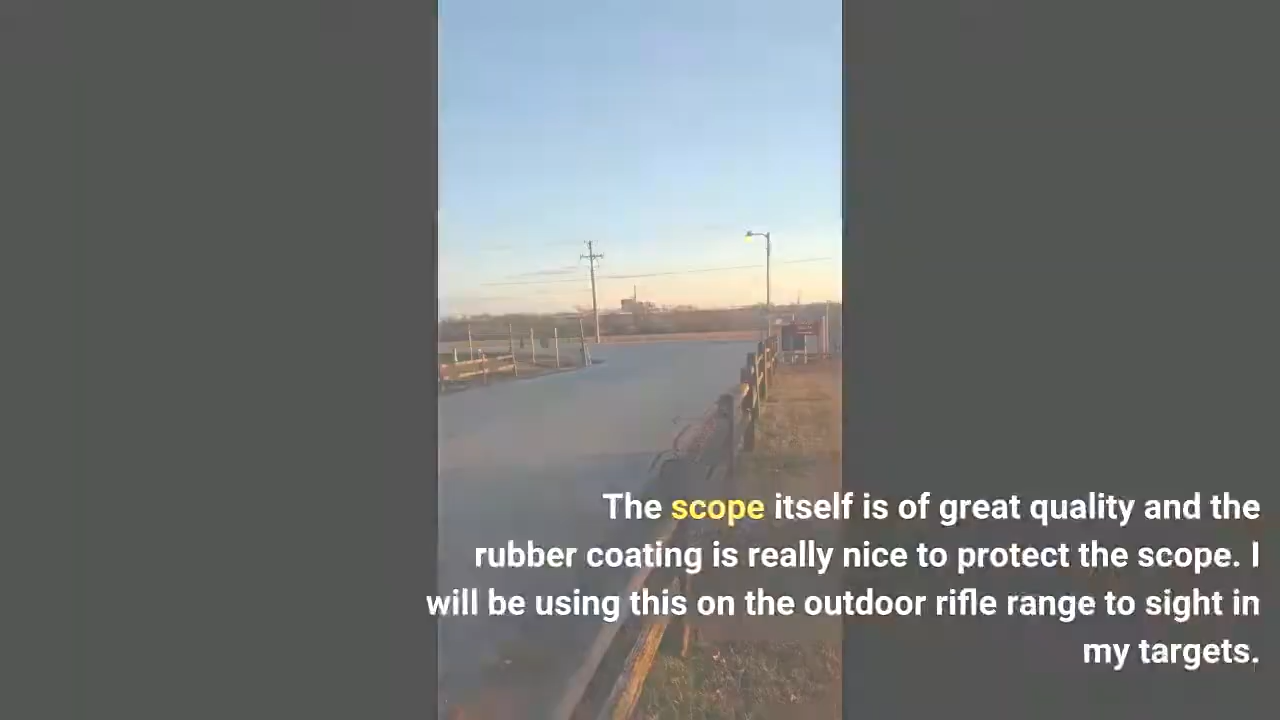 The scope itself is of great quality and the
rubber coating is really nice to protect the scope. I
will be using this on the outdoor rifle range to sight in
my targets.